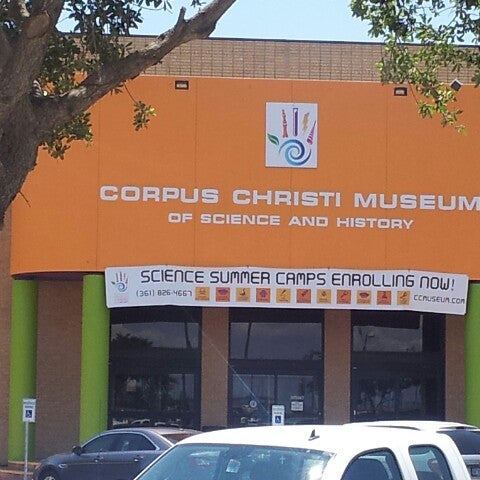 CORPUS CHRISTI MUSEUM
OF SCIENCE AND HISTORY
SCIENCE SUMMER CAMPS ENROLLING NOW!
(361) 826-4667
CCMUSEUM.COM